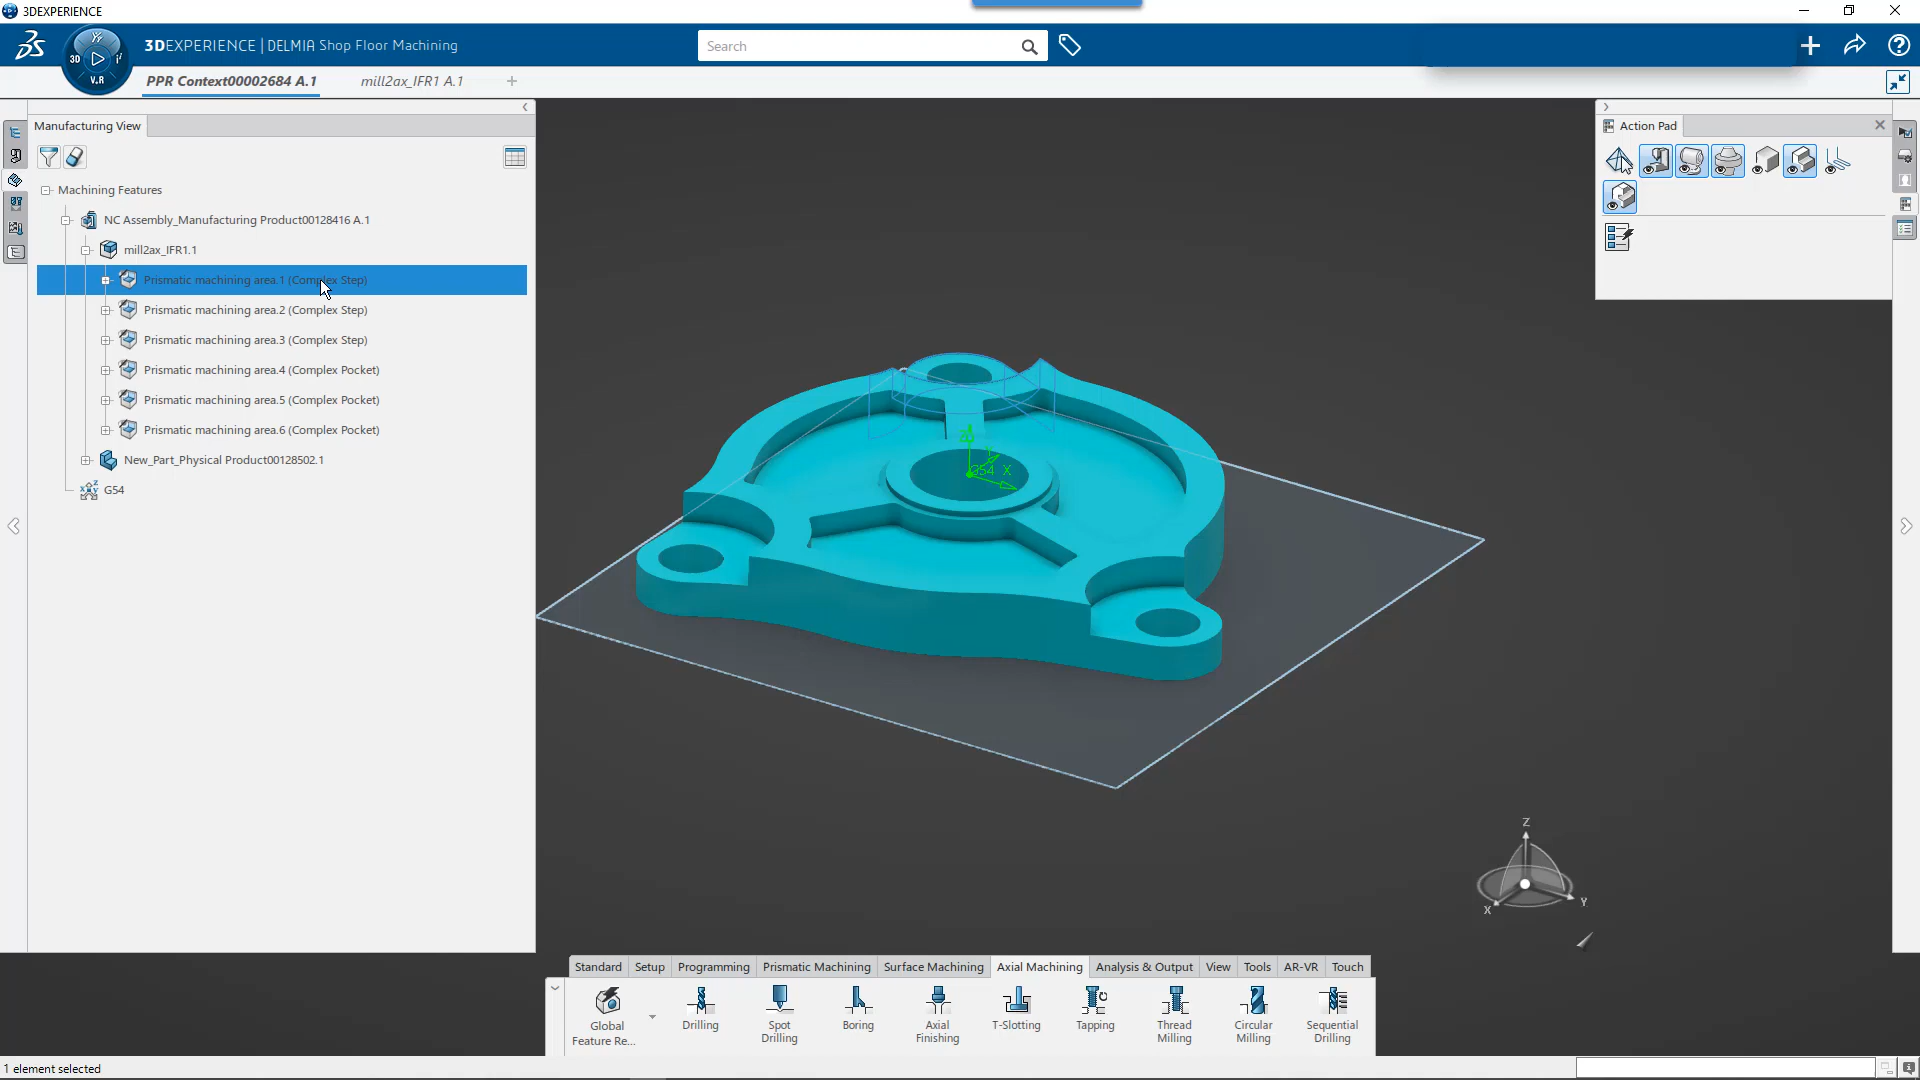 3DEXPERIENCE
3DEXPERIENCE | DELMIA Shop Floor Machining
Search
3D
V.R
PPR Context00002684 A.1
mill2ax_IFR1 A.1
Manufacturing View
Action Pad
Machining Features
NC Assembly_Manufacturing Product00128416 A.1
mill2ax_IFR1.1
Prismatic machining area.1 (Complex Step)
Prismatic machining area.2 (Complex Step)
Prismatic machining area.3 (Complex Step)
Prismatic machining area.4 (Complex Pocket)
Prismatic machining area.5 (Complex Pocket)
Prismatic machining area.6 (Complex Pocket)
New_Part_Physical Product00128502.1
G54
Z
G54 X
Z
X
Y
Standard
Setup
Programming
Prismatic Machining
Surface Machining
Axial Machining
Analysis & Output
View
Tools
AR-VR
Touch
Global
Feature Re...
Drilling
Spot
Drilling
Boring
Axial
Finishing
T-Slotting
Tapping
Thread
Milling
Circular
Milling
Sequential
Drilling
1 element selected